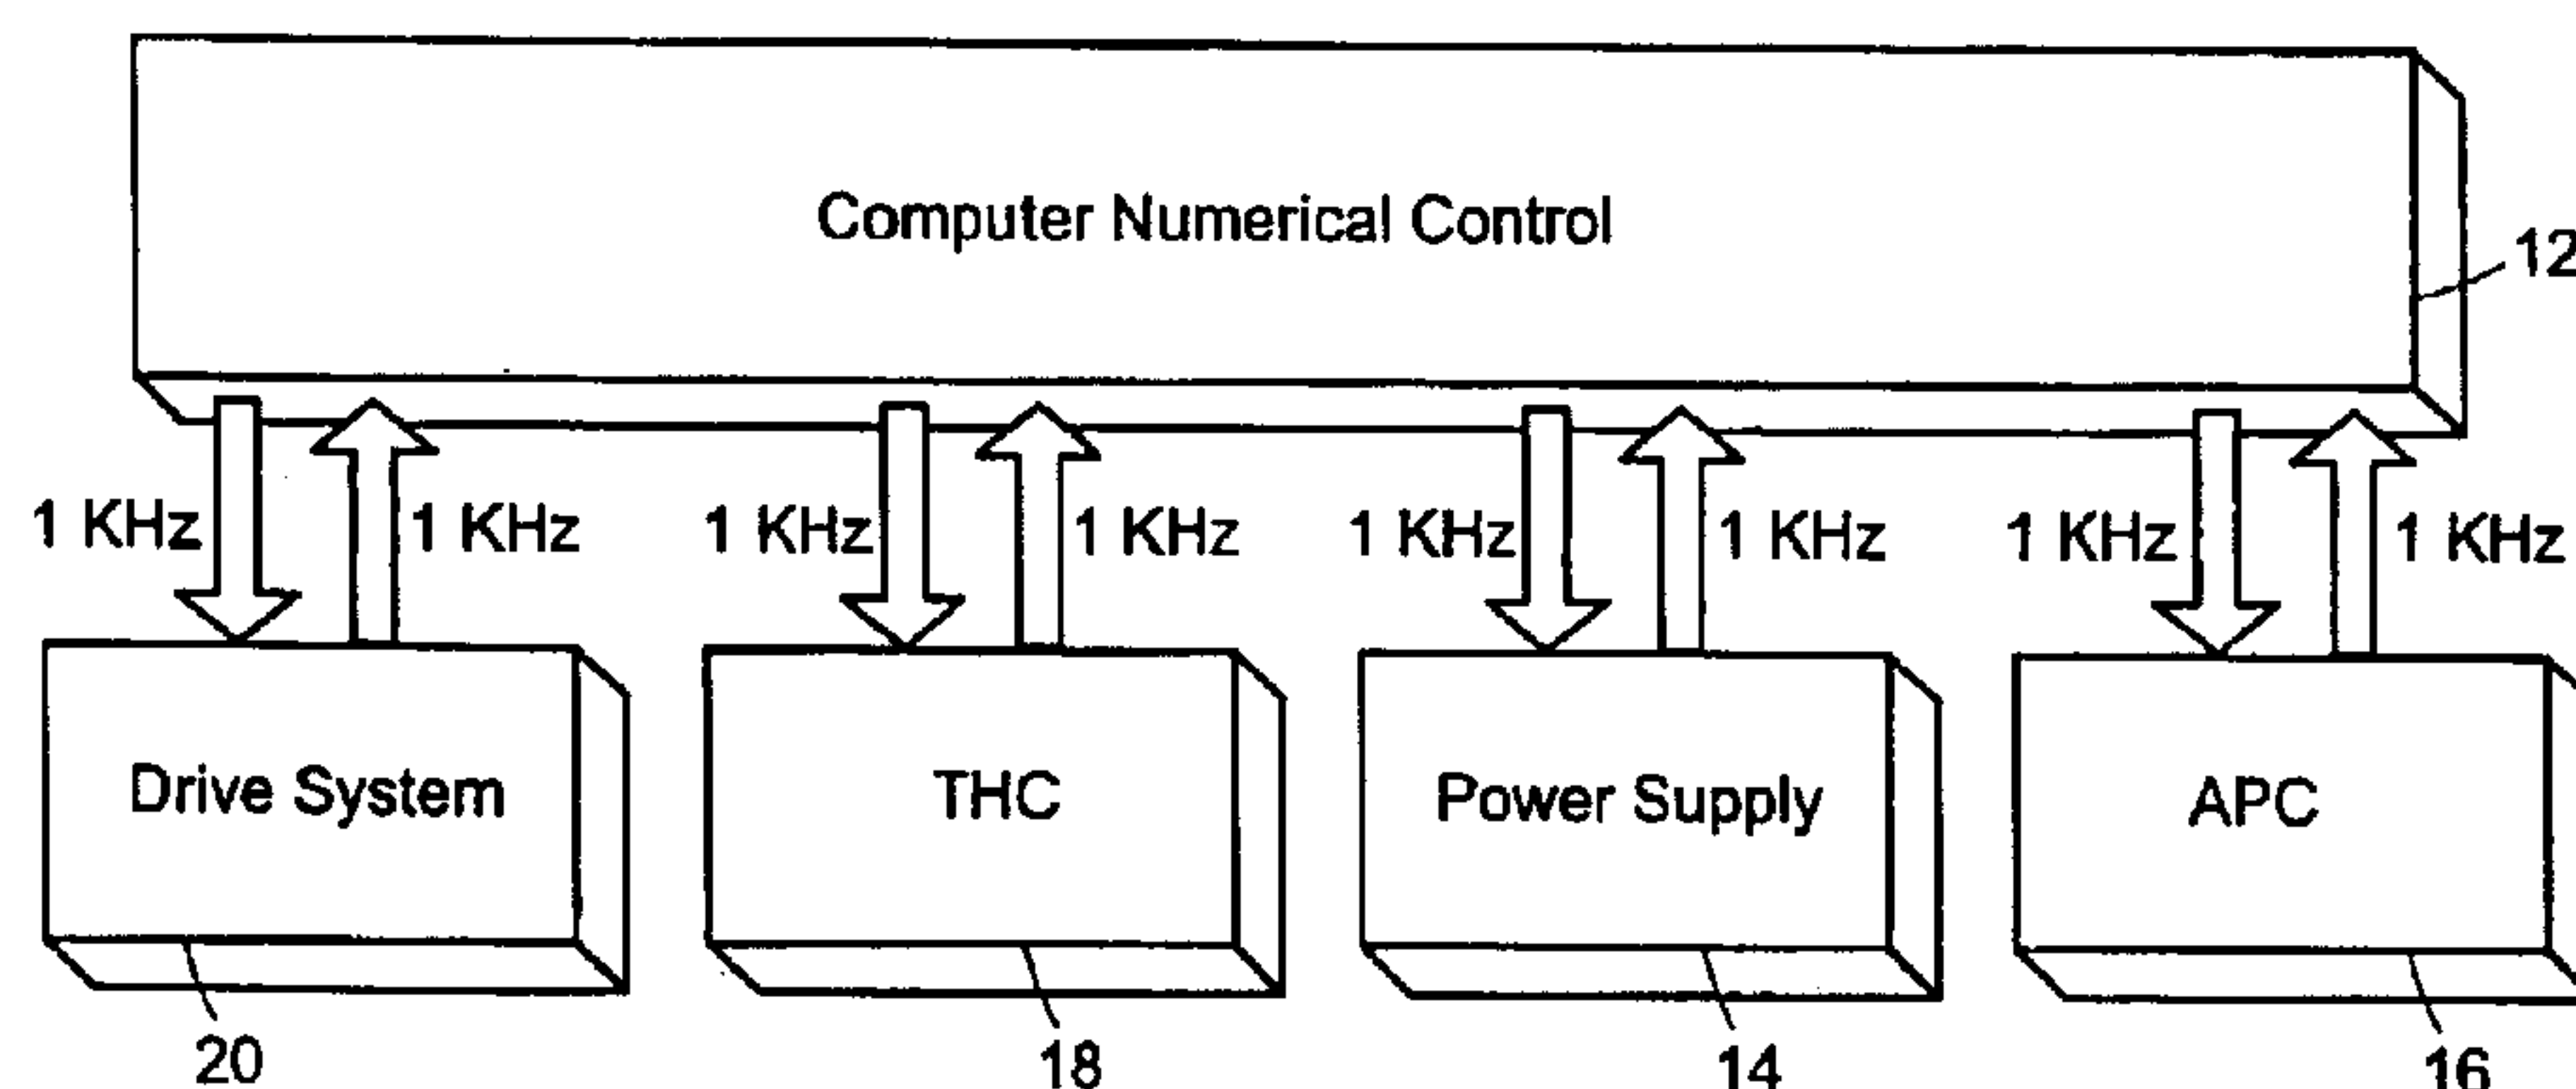 Computer Numerical Control
12
1 KHz 1 KHz 1 KHz 1 KHz 1 KHz 1 KHz 1 KHz 1 KHz
Drive System THC Power Supply APC
20 18 14 16